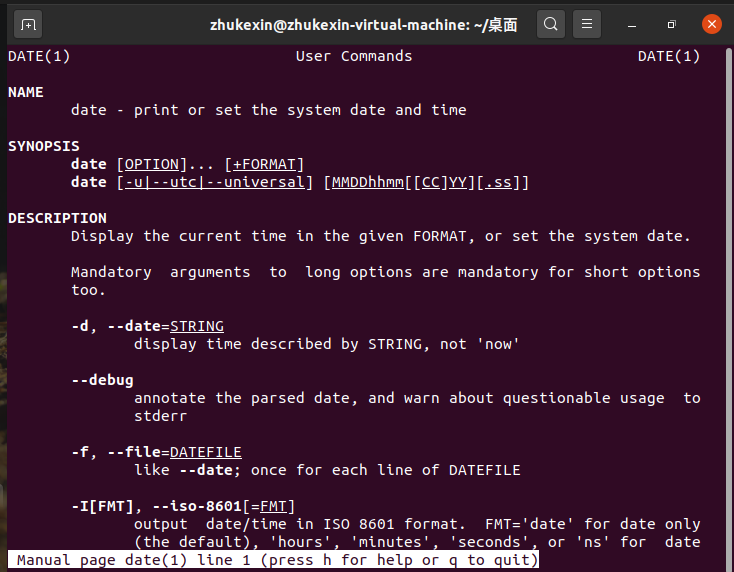 zhukexin@zhukexin-virtual-machine: ~/桌面
DATE(1) User Commands DATE(1)
NAME
date - print or set the system date and time
SYNOPSIS
date [OPTION]... [+FORMAT]
date [-u|--utc|--universal] [MMDDhhmm[[CC]YY][.ss]]
DESCRIPTION
Display the current time in the given FORMAT, or set the system date.
Mandatory arguments to long options are mandatory for short options
too.
-d, --date=STRING
display time described by STRING, not 'now'
--debug
annotate the parsed date, and warn about questionable usage to
stderr
-f, --file=DATEFILE
like --date; once for each line of DATEFILE
-I[FMT], --iso-8601[=FMT]
output date/time in ISO 8601 format. FMT='date' for date only
(the default), 'hours', 'minutes', 'seconds', or 'ns' for date
Manual page date(1) line 1 (press h for help or q to quit)